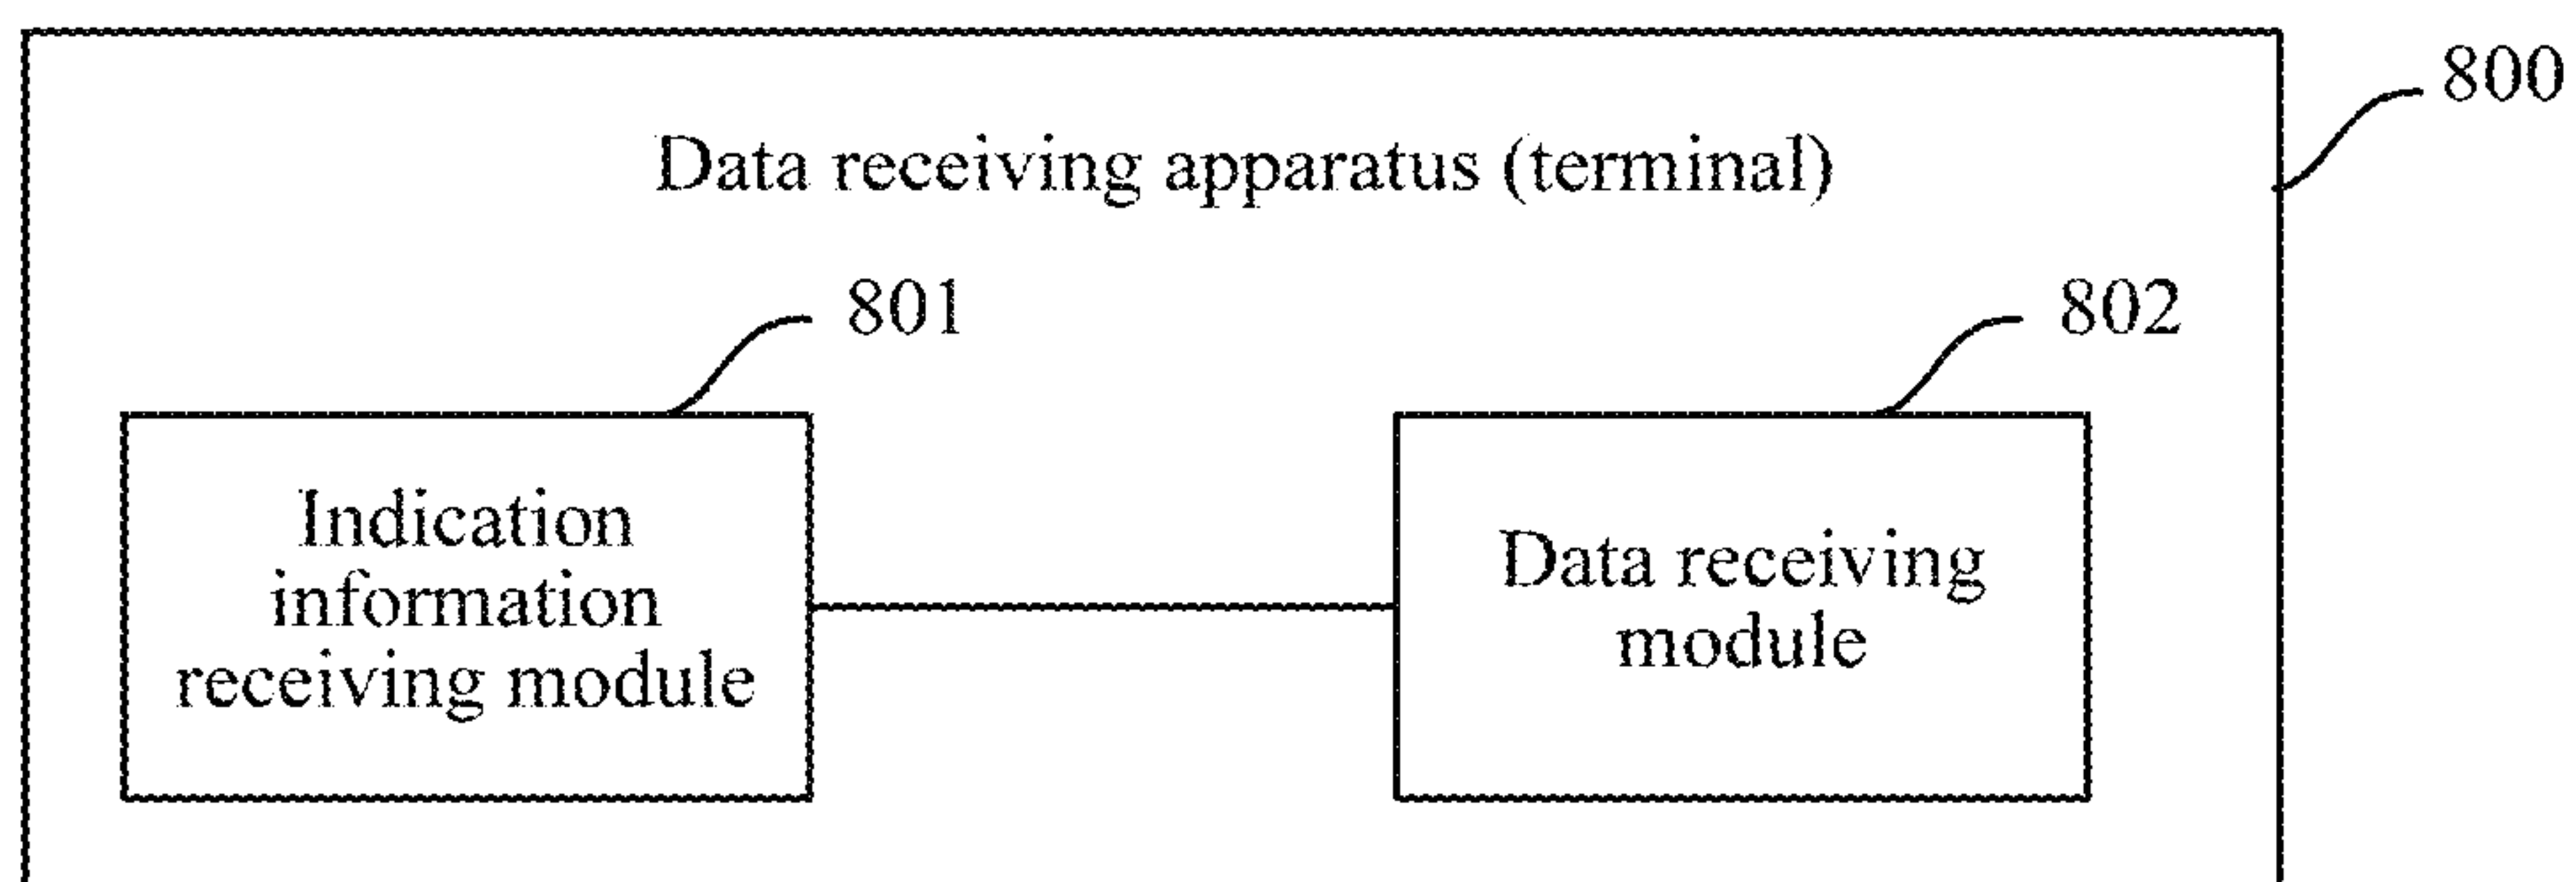 800
Data receiving apparatus (terminal)
801
802
Indication
information
receiving module
Data receiving
module